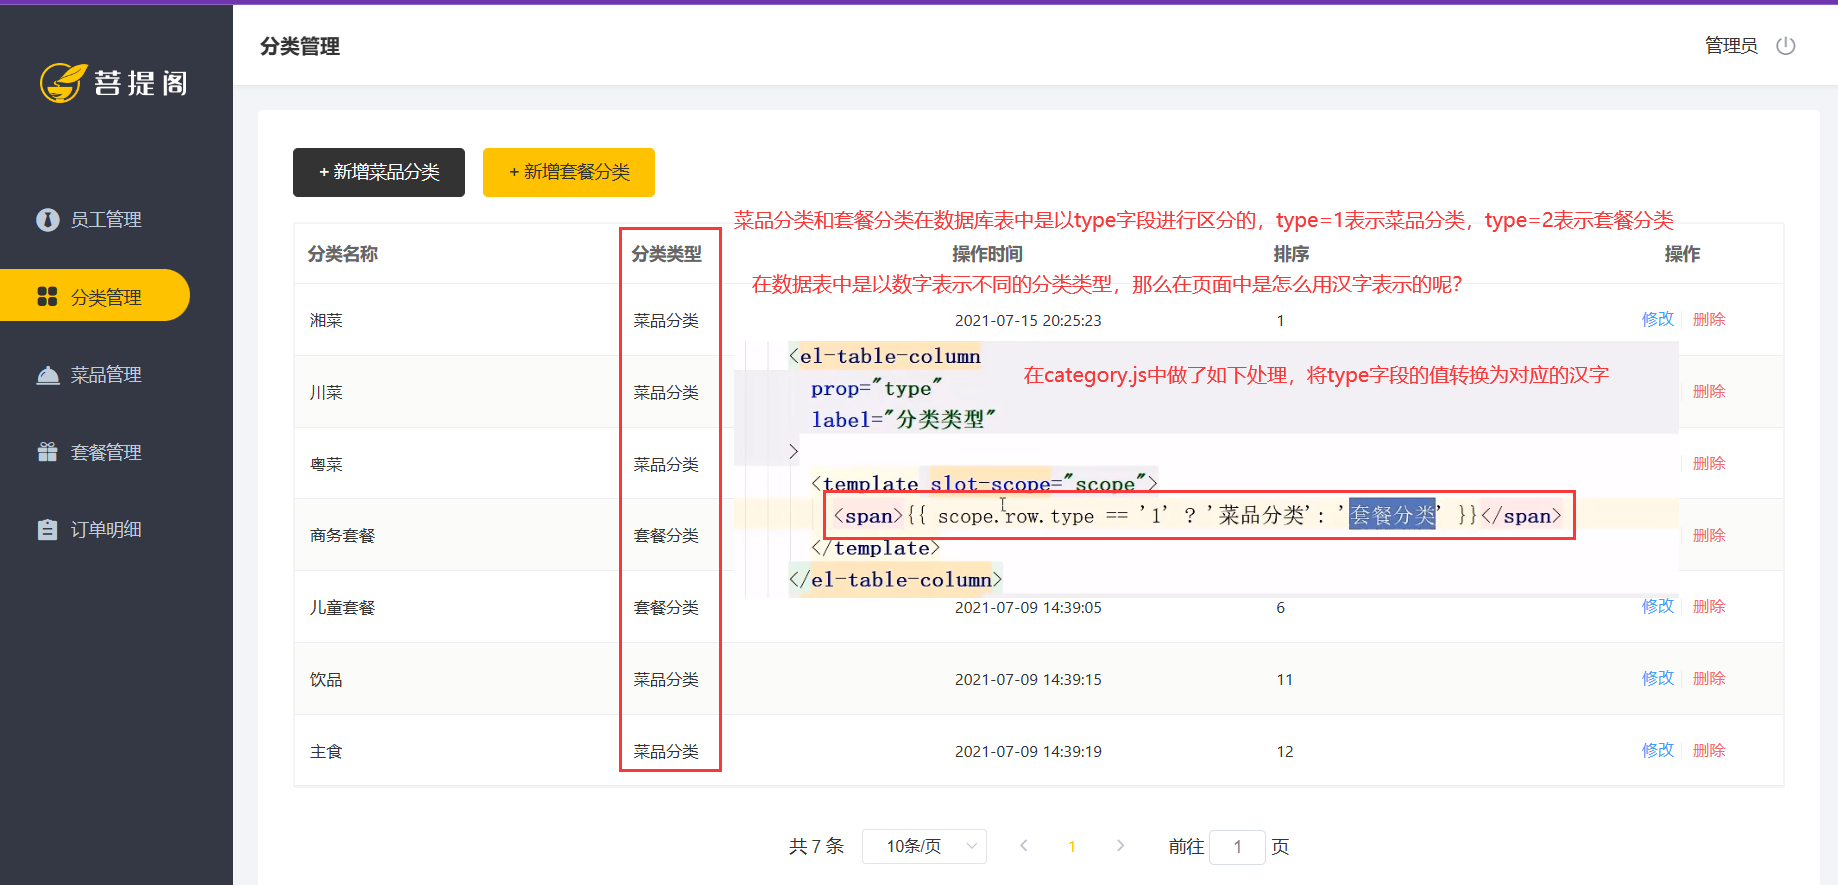 菩提阁
分类管理
管理员
员工管理
分类管理
菜品管理
套餐管理
订单明细
+ 新增菜品分类
+ 新增套餐分类
菜品分类和套餐分类在数据库表中是以type字段进行区分的，type=1表示菜品分类，type=2表示套餐分类
分类名称 分类类型 操作时间 排序 操作
在数据表中是以数字表示不同的分类类型，那么在页面中是怎么用汉字表示的呢？
湘菜 菜品分类 2021-07-15 20:25:23 1 修改 删除
<el-table-column
在category.js中做了如下处理，将type字段的值转换为对应的汉字
prop="type"
川菜 菜品分类 删除
label="分类类型"
>
粤菜 菜品分类 删除
<template slot-scope="scope">
<span>{{ scope.row.type == '1' ? '菜品分类': '套餐分类' }}</span>
商务套餐 套餐分类 删除
</template>
</el-table-column>
儿童套餐 套餐分类 2021-07-09 14:39:05 6 修改 删除
饮品 菜品分类 2021-07-09 14:39:15 11 修改 删除
主食 菜品分类 2021-07-09 14:39:19 12 修改 删除
共 7 条 10条/页 < 1 > 前往 1 页